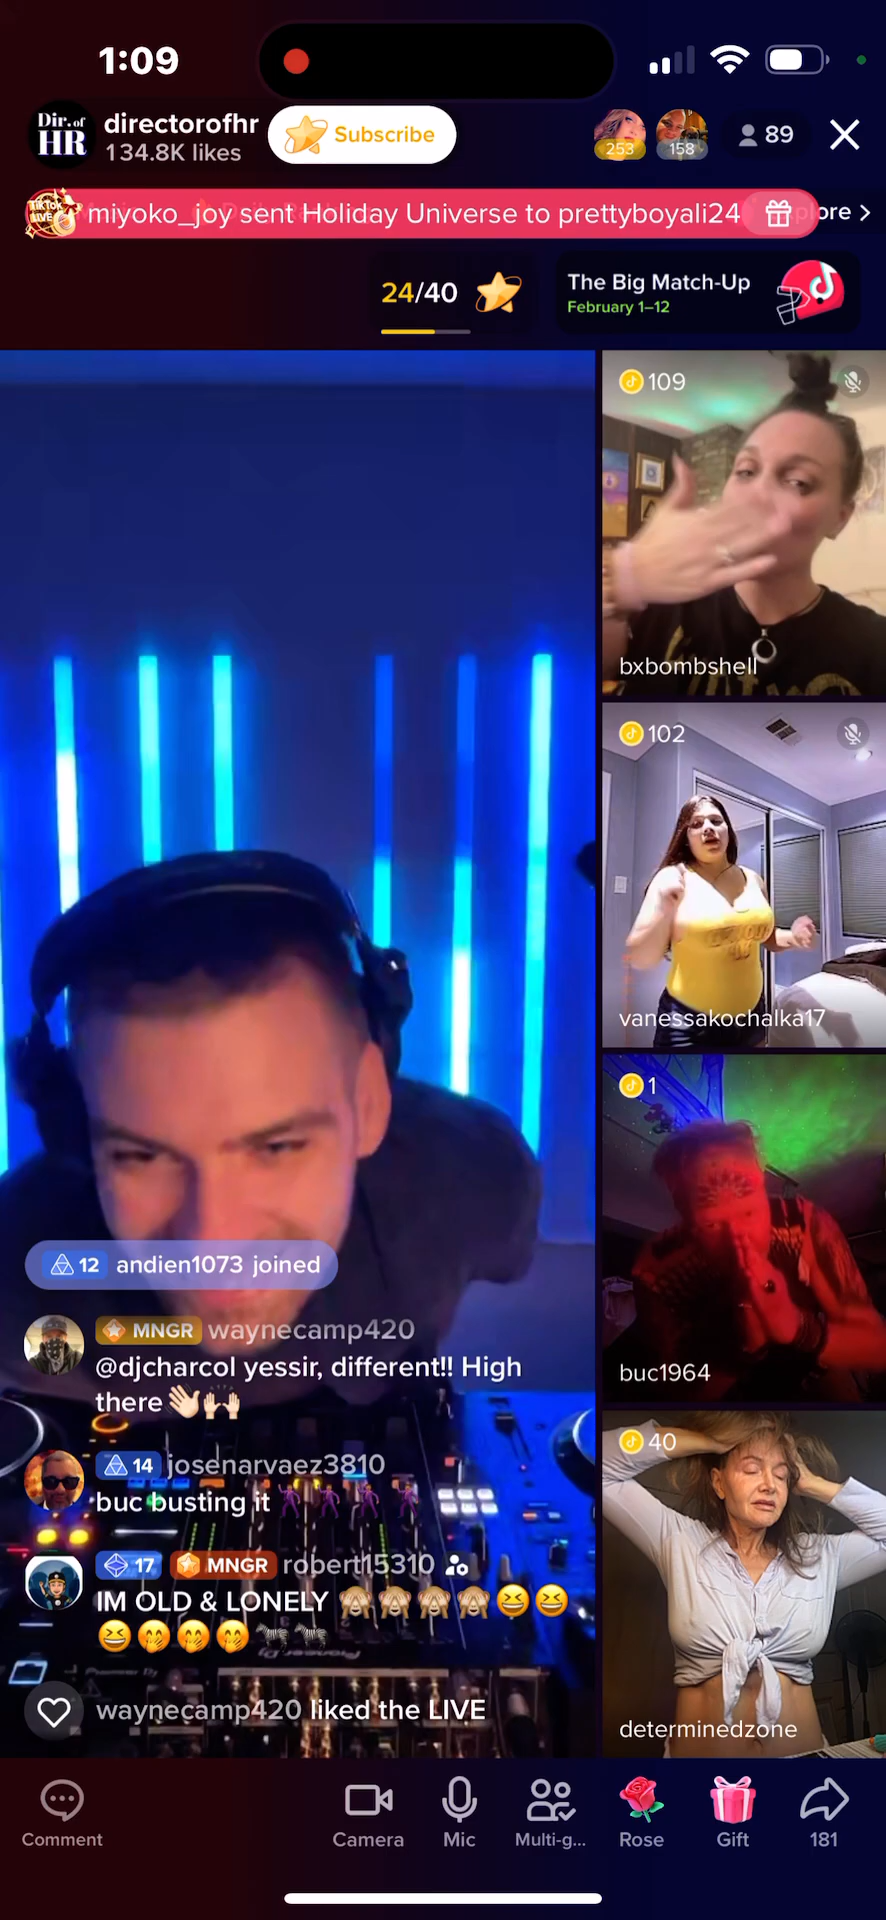 1:09
Dir. of
HR
directorofhr
134.8K likes
Subscribe
253
158
89
TikTok
LIVE
miyoko_joy sent Holiday Universe to prettyboyali24
plore >
24/40
The Big Match-Up
February 1–12
109
bxbombshell
102
vanessakochalka17
1
buc1964
40
determinedzone
12 andien1073 joined
MNGR waynecamp420
@djcharcol yessir, different!! High
there👋🏻🙌🏻
14 josenarvaez3810
buc busting it 🕺🕺🕺🕺
17 MNGR robert15310
IM OLD & LONELY 🙈🙈🙈🙈😆😆
😆🤭🤭🤭🦓🦓
waynecamp420 liked the LIVE
Comment
Camera
Mic
Multi-g...
Rose
Gift
181